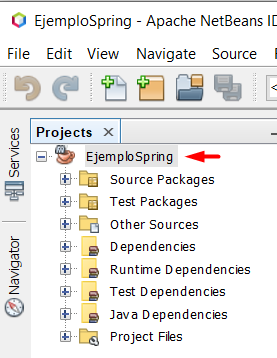 EjemploSpring - Apache NetBeans ID
File Edit View Navigate Source
Projects
Services
EjemploSpring
Source Packages
Test Packages
Other Sources
Dependencies
Navigator
Runtime Dependencies
Test Dependencies
Java Dependencies
Project Files